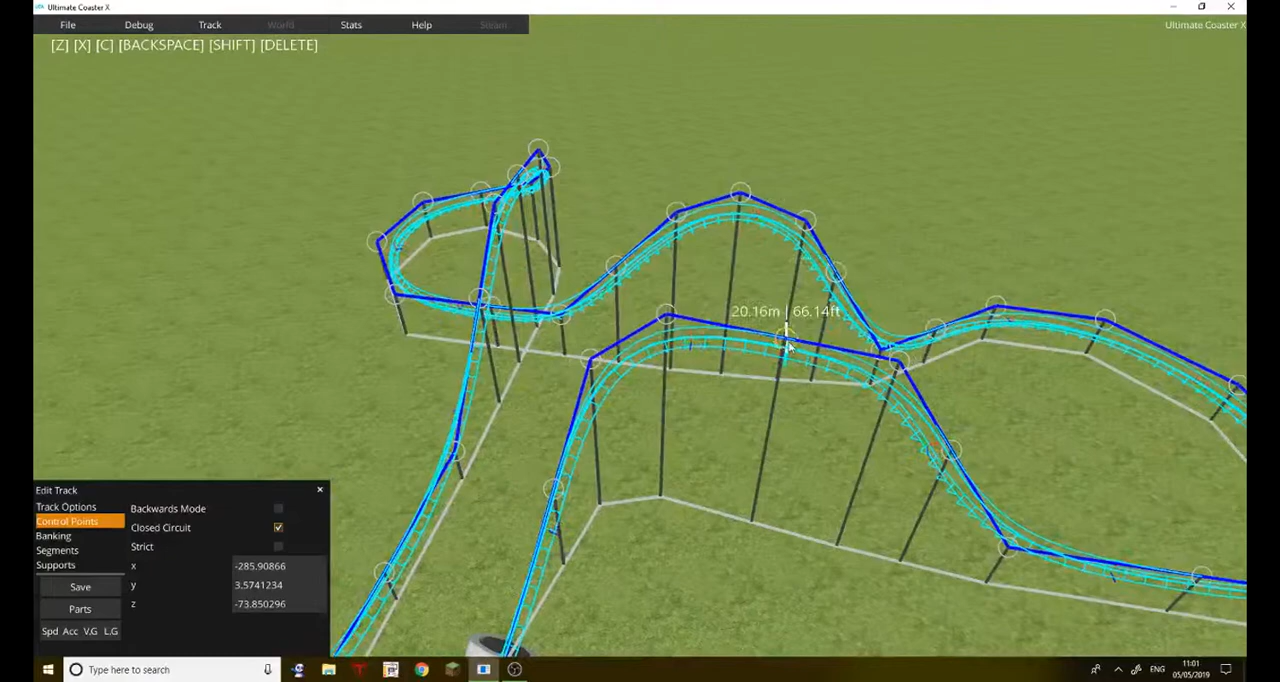 Ultimate Coaster X
File Debug Track World Stats Help Steam
Ultimate Coaster X
[Z] [X] [C] [BACKSPACE] [SHIFT] [DELETE]
20.16m | 66.14ft
Edit Track
Track Options
Control Points
Banking
Segments
Supports
Save
Parts
Spd Acc V.G L.G
Backwards Mode
Closed Circuit
Strict
x -285.90866
y 3.5741234
z -73.850296
Type here to search
ENG
11:01
05/05/2019